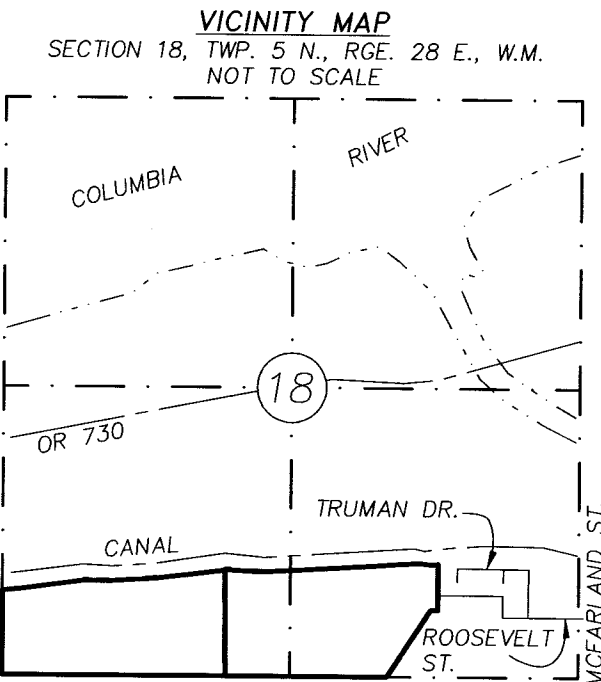 VICINITY MAP
SECTION 18, TWP. 5 N., RGE. 28 E., W.M.
NOT TO SCALE
COLUMBIA
RIVER
18
OR 730
TRUMAN DR.
CANAL
MCFARLAND ST.
ROOSEVELT
ST.